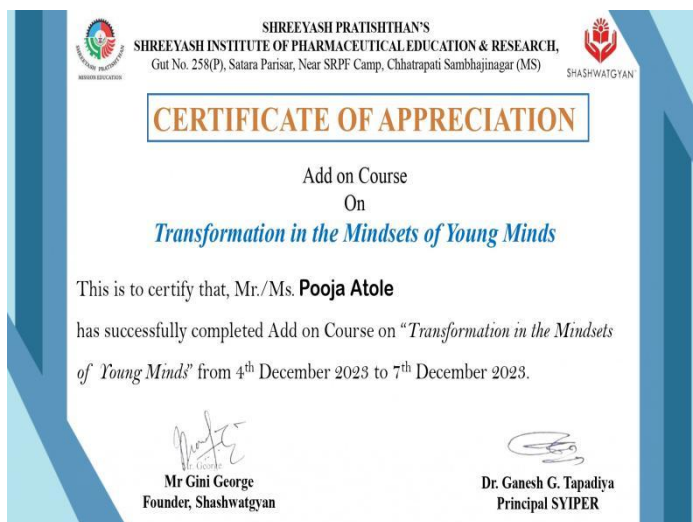 SHREEYASH PRATISHTHAN'S
SHREEYASH INSTITUTE OF PHARMACEUTICAL EDUCATION & RESEARCH,
Gut No. 258(P), Satara Parisar, Near SRPF Camp, Chhatrapati Sambhajinagar (MS)
MISSION EDUCATION
SHASHWATGYAN
CERTIFICATE OF APPRECIATION
Add on Course
On
Transformation in the Mindsets of Young Minds
This is to certify that, Mr./Ms. Pooja Atole
has successfully completed Add on Course on "Transformation in the Mindsets
of Young Minds" from 4th December 2023 to 7th December 2023.
Mr Gini George
Founder, Shashwatgyan
Dr. Ganesh G. Tapadiya
Principal SYIPER